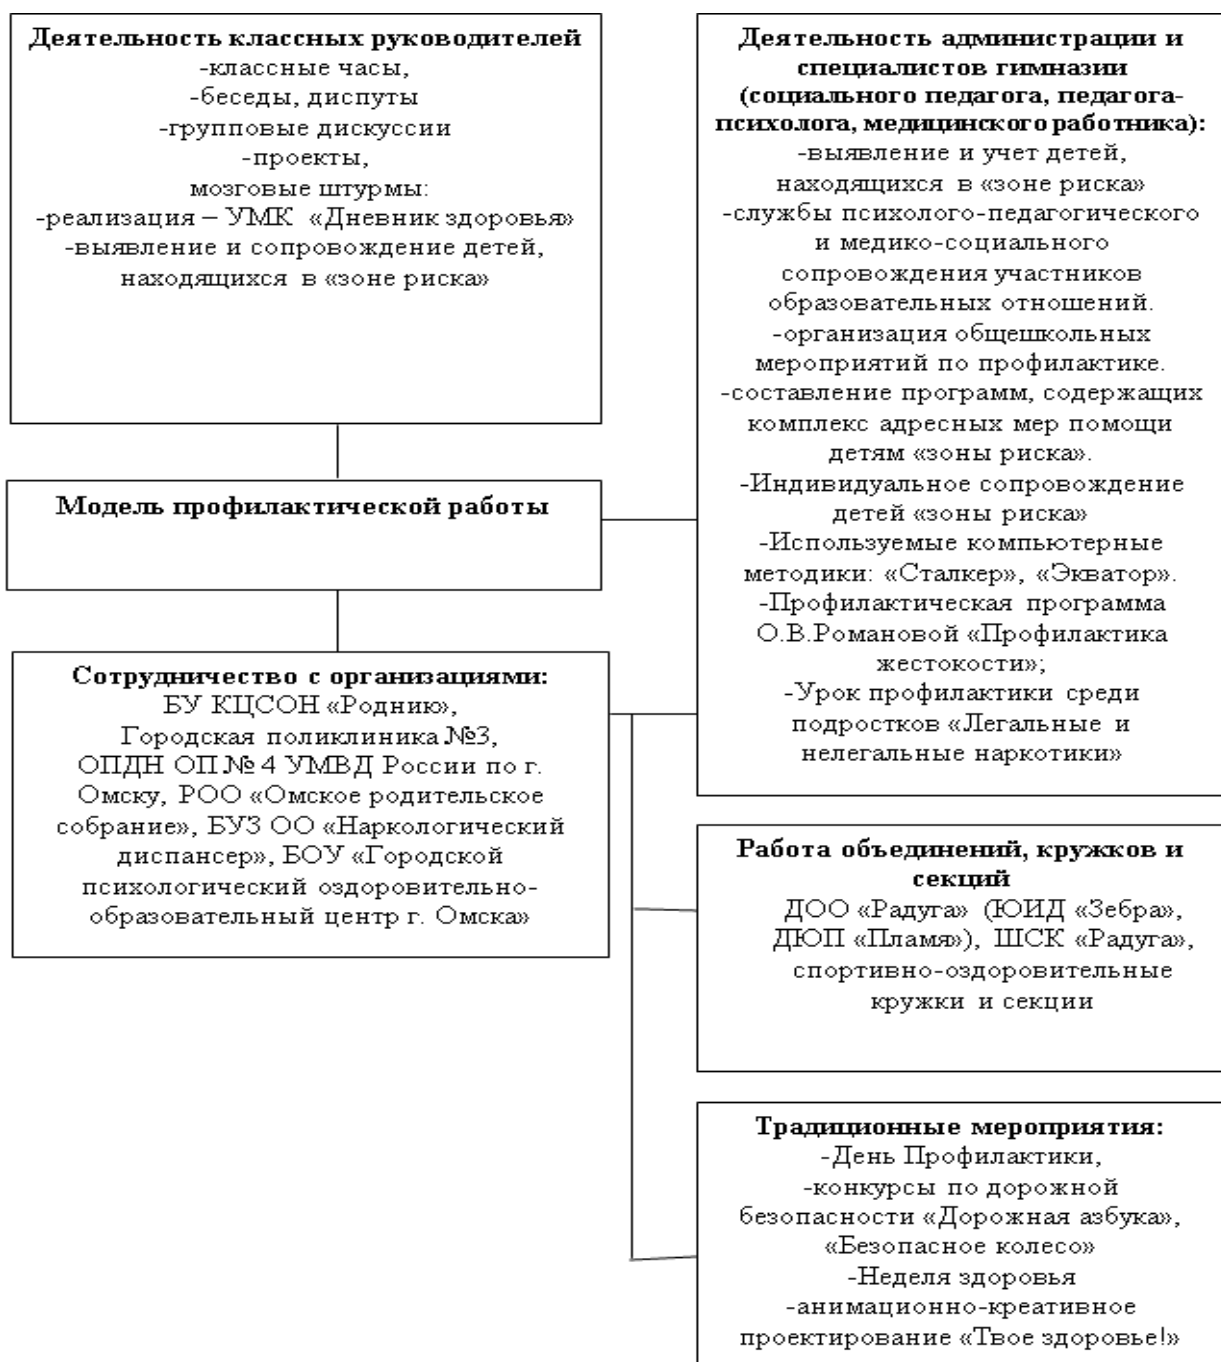 Деятельность классных руководителей
-классные часы,
-беседы, диспуты
-групповые дискуссии
-проекты,
мозговые штурмы:
-реализация – УМК «Дневник здоровья»
-выявление и сопровождение детей,
находящихся в «зоне риска»
Модель профилактической работы
Сотрудничество с организациями:
БУ КЦСОН «Роднию»,
Городская поликлиника №3,
ОПДН ОП № 4 УМВД России по г.
Омску, РОО «Омское родительское
собрание», БУЗ ОО «Наркологический
диспансер», БОУ «Городской
психологический оздоровительно-
образовательный центр г. Омска»
Деятельность администрации и
специалистов гимназии
(социального педагога, педагога-
психолога, медицинского работника):
-выявление и учет детей,
находящихся в «зоне риска»
-службы психолого-педагогического
и медико-социального
сопровождения участников
образовательных отношений.
-организация общешкольных
мероприятий по профилактике.
-составление программ, содержащих
комплекс адресных мер помощи
детям «зоны риска».
-Индивидуальное сопровождение
детей «зоны риска»
-Используемые компьютерные
методики: «Сталкер», «Экватор».
-Профилактическая программа
О.В.Романовой «Профилактика
жестокости»;
-Урок профилактики среди
подростков «Легальные и
нелегальные наркотики»
Работа объединений, кружков и
секций
ДОО «Радуга» (ЮИД «Зебра»,
ДЮП «Пламя»), ШСК «Радуга»,
спортивно-оздоровительные
кружки и секции
Традиционные мероприятия:
-День Профилактики,
-конкурсы по дорожной
безопасности «Дорожная азбука»,
«Безопасное колесо»
-Неделя здоровья
-анимационно-креативное
проектирование «Твое здоровье!»